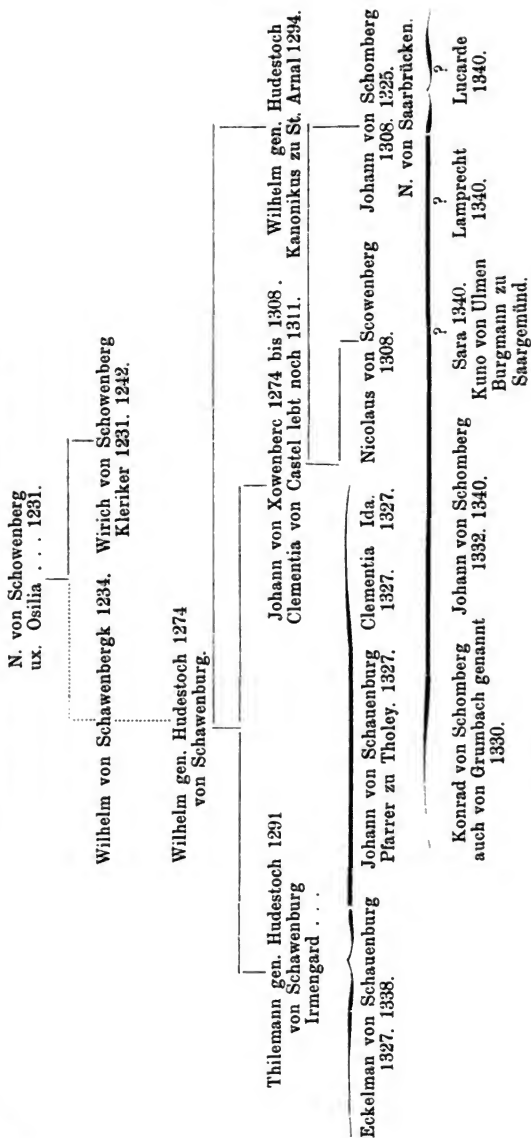 N. von Schowenberg
ux. Osilia . . . 1231.
Wilhelm von Schawenbergk 1234.
Wirich von Schowenberg
Kleriker 1231. 1242.
Wilhelm gen. Hudestoch 1274
von Schawenburg.
Thilemann gen. Hudestoch 1291
von Schawenburg
Irmengard . . . .
Johann von Xowenberc 1274 bis 1308.
Clementia von Castel lebt noch 1311.
Wilhelm gen. Hudestoch
Kanonikus zu St. Arnal 1294.
Eckelman von Schauenburg
1327. 1338.
Johann von Schauenburg
Pfarrer zu Tholey. 1327.
Clementia
1327.
Ida.
1327.
Nicolaus von Scowenberg
1308.
Johann von Schomberg
1308. 1325.
N. von Saarbrücken.
Konrad von Schomberg
auch von Grumbach genannt
1330.
Johann von Schomberg
1332. 1340.
?
Sara 1340.
Kuno von Ulmen
Burgmann zu
Saargemünd.
?
Lamprecht
1340.
?
Lucarde
1340.